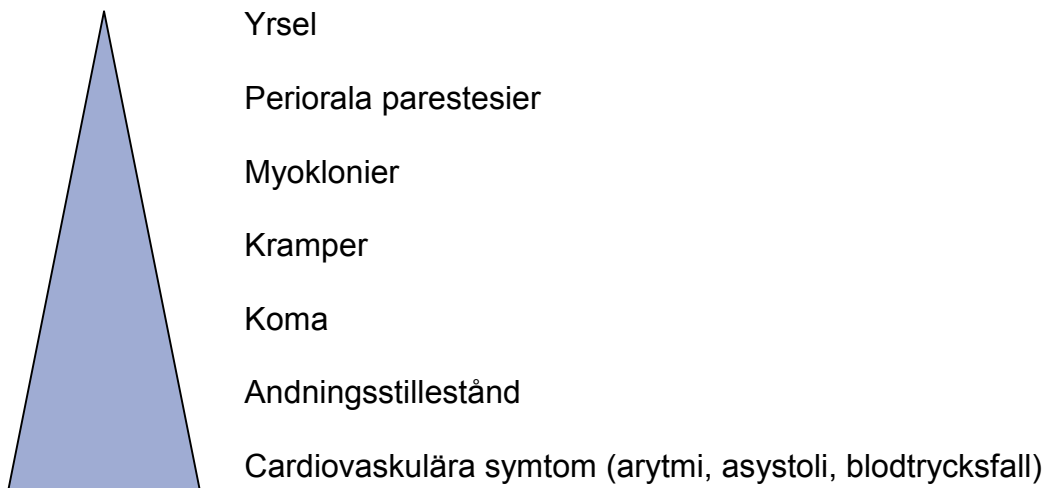 Yrsel
Periorala parestesier
Myoklonier
Kramper
Koma
Andningsstillestånd
Cardiovaskulära symtom (arytmi, asystoli, blodtrycksfall)